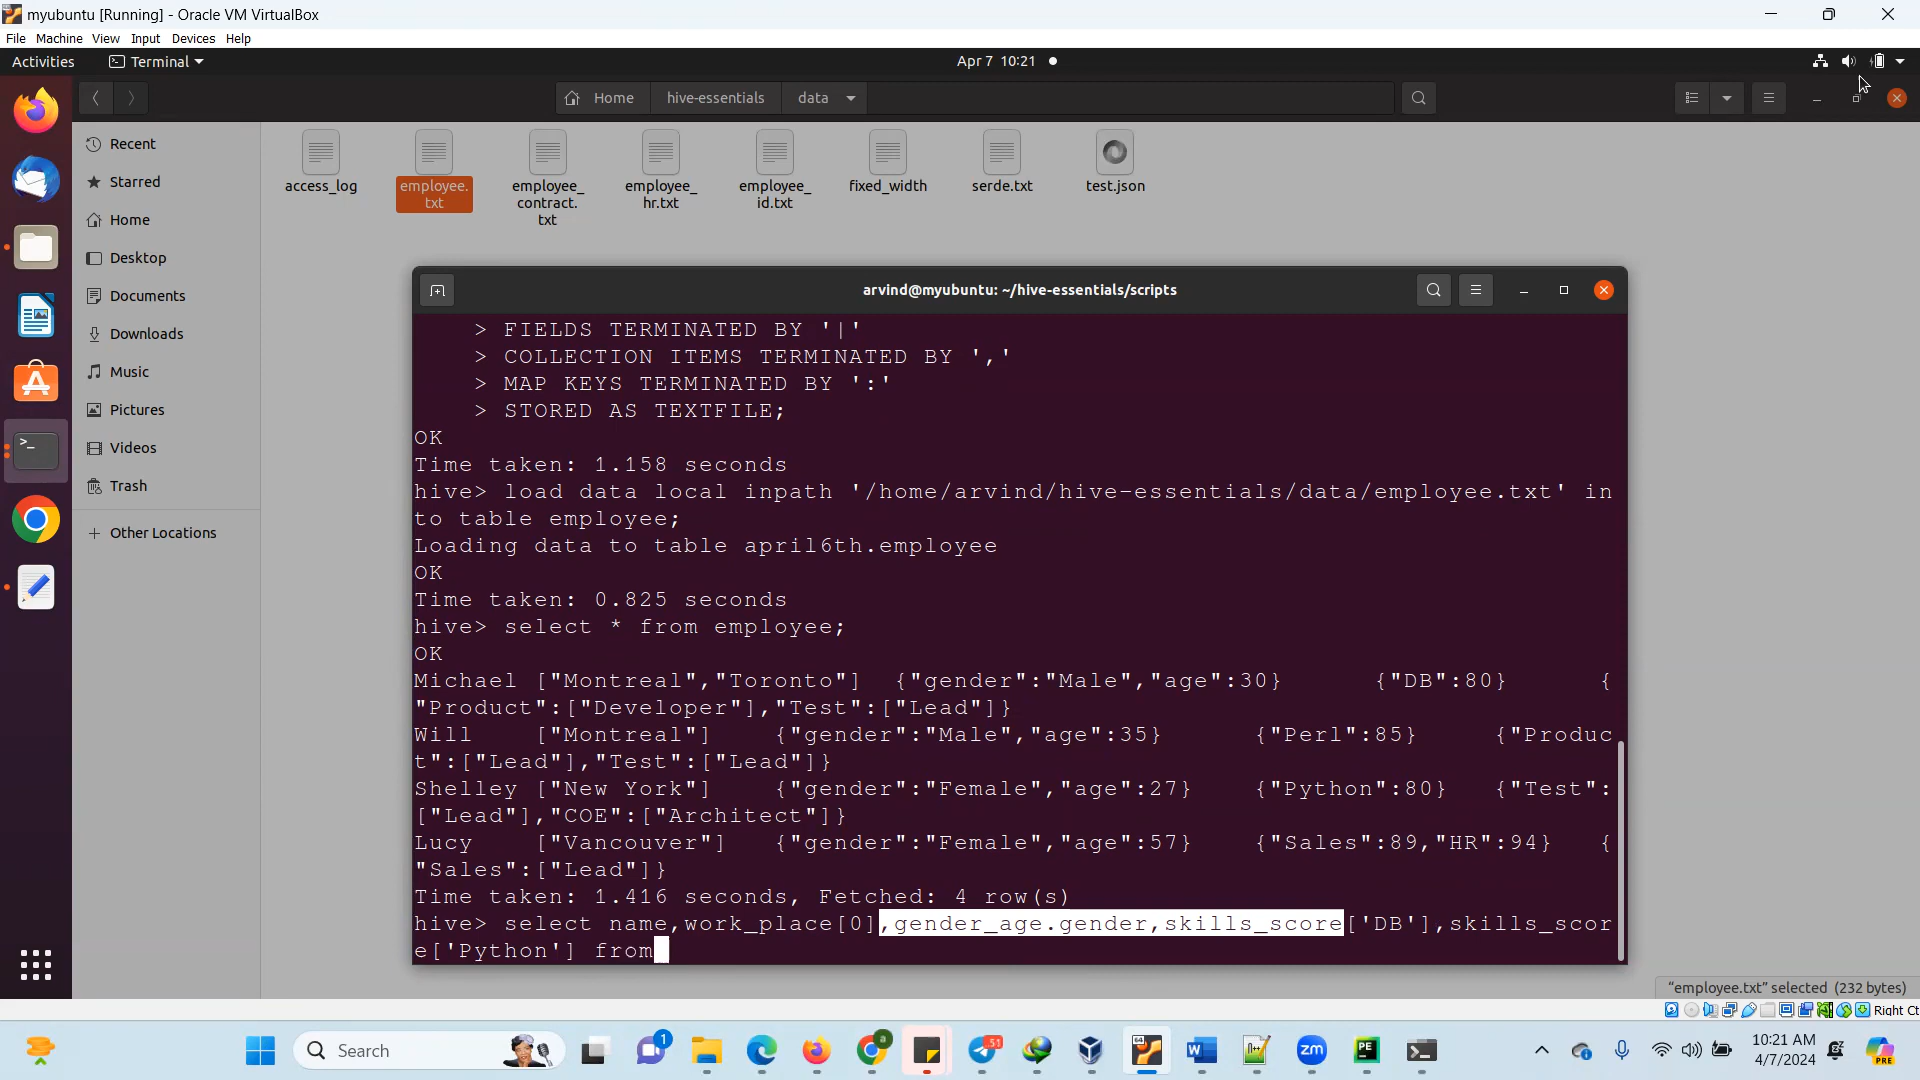 myubuntu [Running] - Oracle VM VirtualBox
File Machine View Input Devices Help
Activities Terminal Apr 7 10:21
Home hive-essentials data
Recent
Starred
Home
Desktop
Documents
Downloads
Music
Pictures
Videos
Trash
Other Locations
access_log
employee.
txt
employee_
contract.
txt
employee_
hr.txt
employee_
id.txt
fixed_width
serde.txt
test.json
arvind@myubuntu: ~/hive-essentials/scripts
> FIELDS TERMINATED BY '|'
> COLLECTION ITEMS TERMINATED BY ','
> MAP KEYS TERMINATED BY ':'
> STORED AS TEXTFILE;
OK
Time taken: 1.158 seconds
hive> load data local inpath '/home/arvind/hive-essentials/data/employee.txt' in
to table employee;
Loading data to table april6th.employee
OK
Time taken: 0.825 seconds
hive> select * from employee;
OK
Michael ["Montreal","Toronto"] {"gender":"Male","age":30} {"DB":80} {
"Product":["Developer"],"Test":["Lead"]}
Will ["Montreal"] {"gender":"Male","age":35} {"Perl":85} {"Produc
t":["Lead"],"Test":["Lead"]}
Shelley ["New York"] {"gender":"Female","age":27} {"Python":80} {"Test":
["Lead"],"COE":["Architect"]}
Lucy ["Vancouver"] {"gender":"Female","age":57} {"Sales":89,"HR":94} {
"Sales":["Lead"]}
Time taken: 1.416 seconds, Fetched: 4 row(s)
hive> select name,work_place[0],gender_age.gender,skills_score['DB'],skills_scor
e['Python'] from
"employee.txt" selected (232 bytes)
Right Ct
Search
1
a
51
64
W
zm
PE
10:21 AM
4/7/2024
PRE